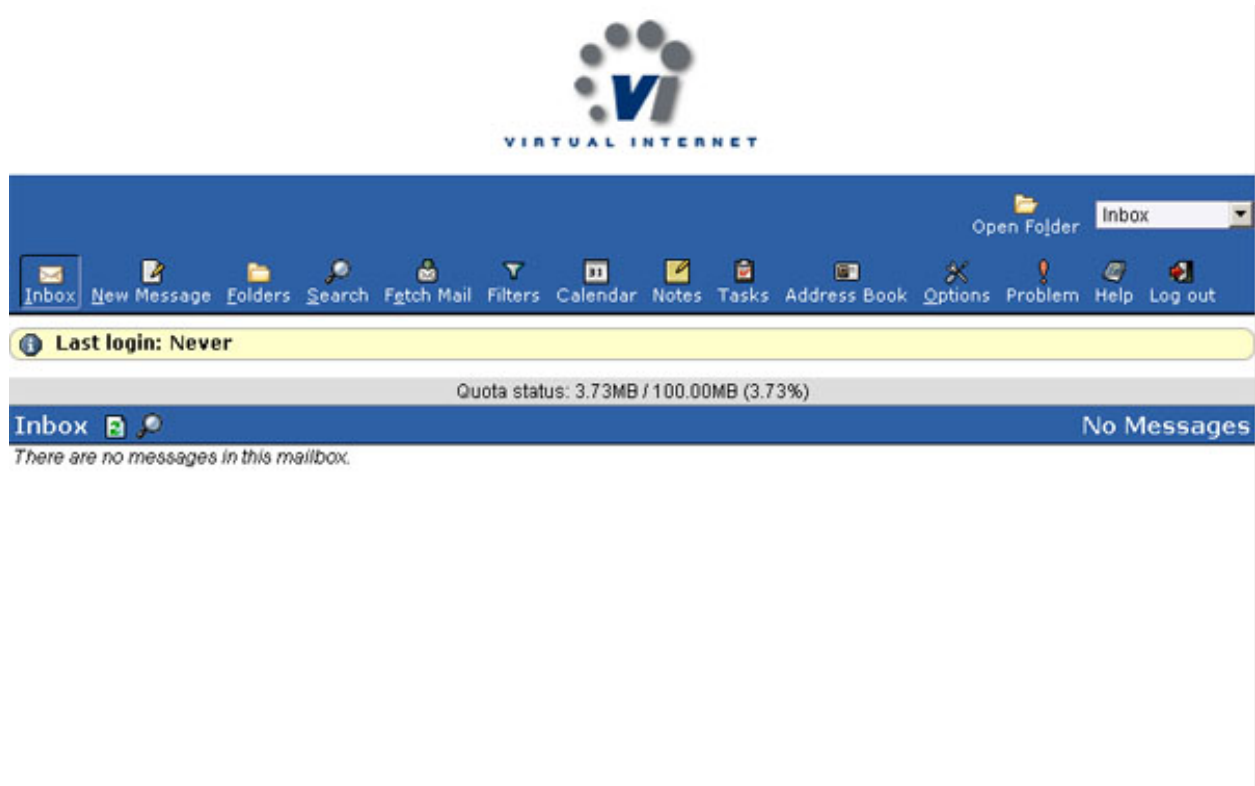 vi
VIRTUAL INTERNET
Open Folder
Inbox
Inbox New Message Folders Search Fetch Mail Filters Calendar Notes Tasks Address Book Options Problem Help Log out
Last login: Never
Quota status: 3.73MB / 100.00MB (3.73%)
Inbox No Messages
There are no messages in this mailbox.